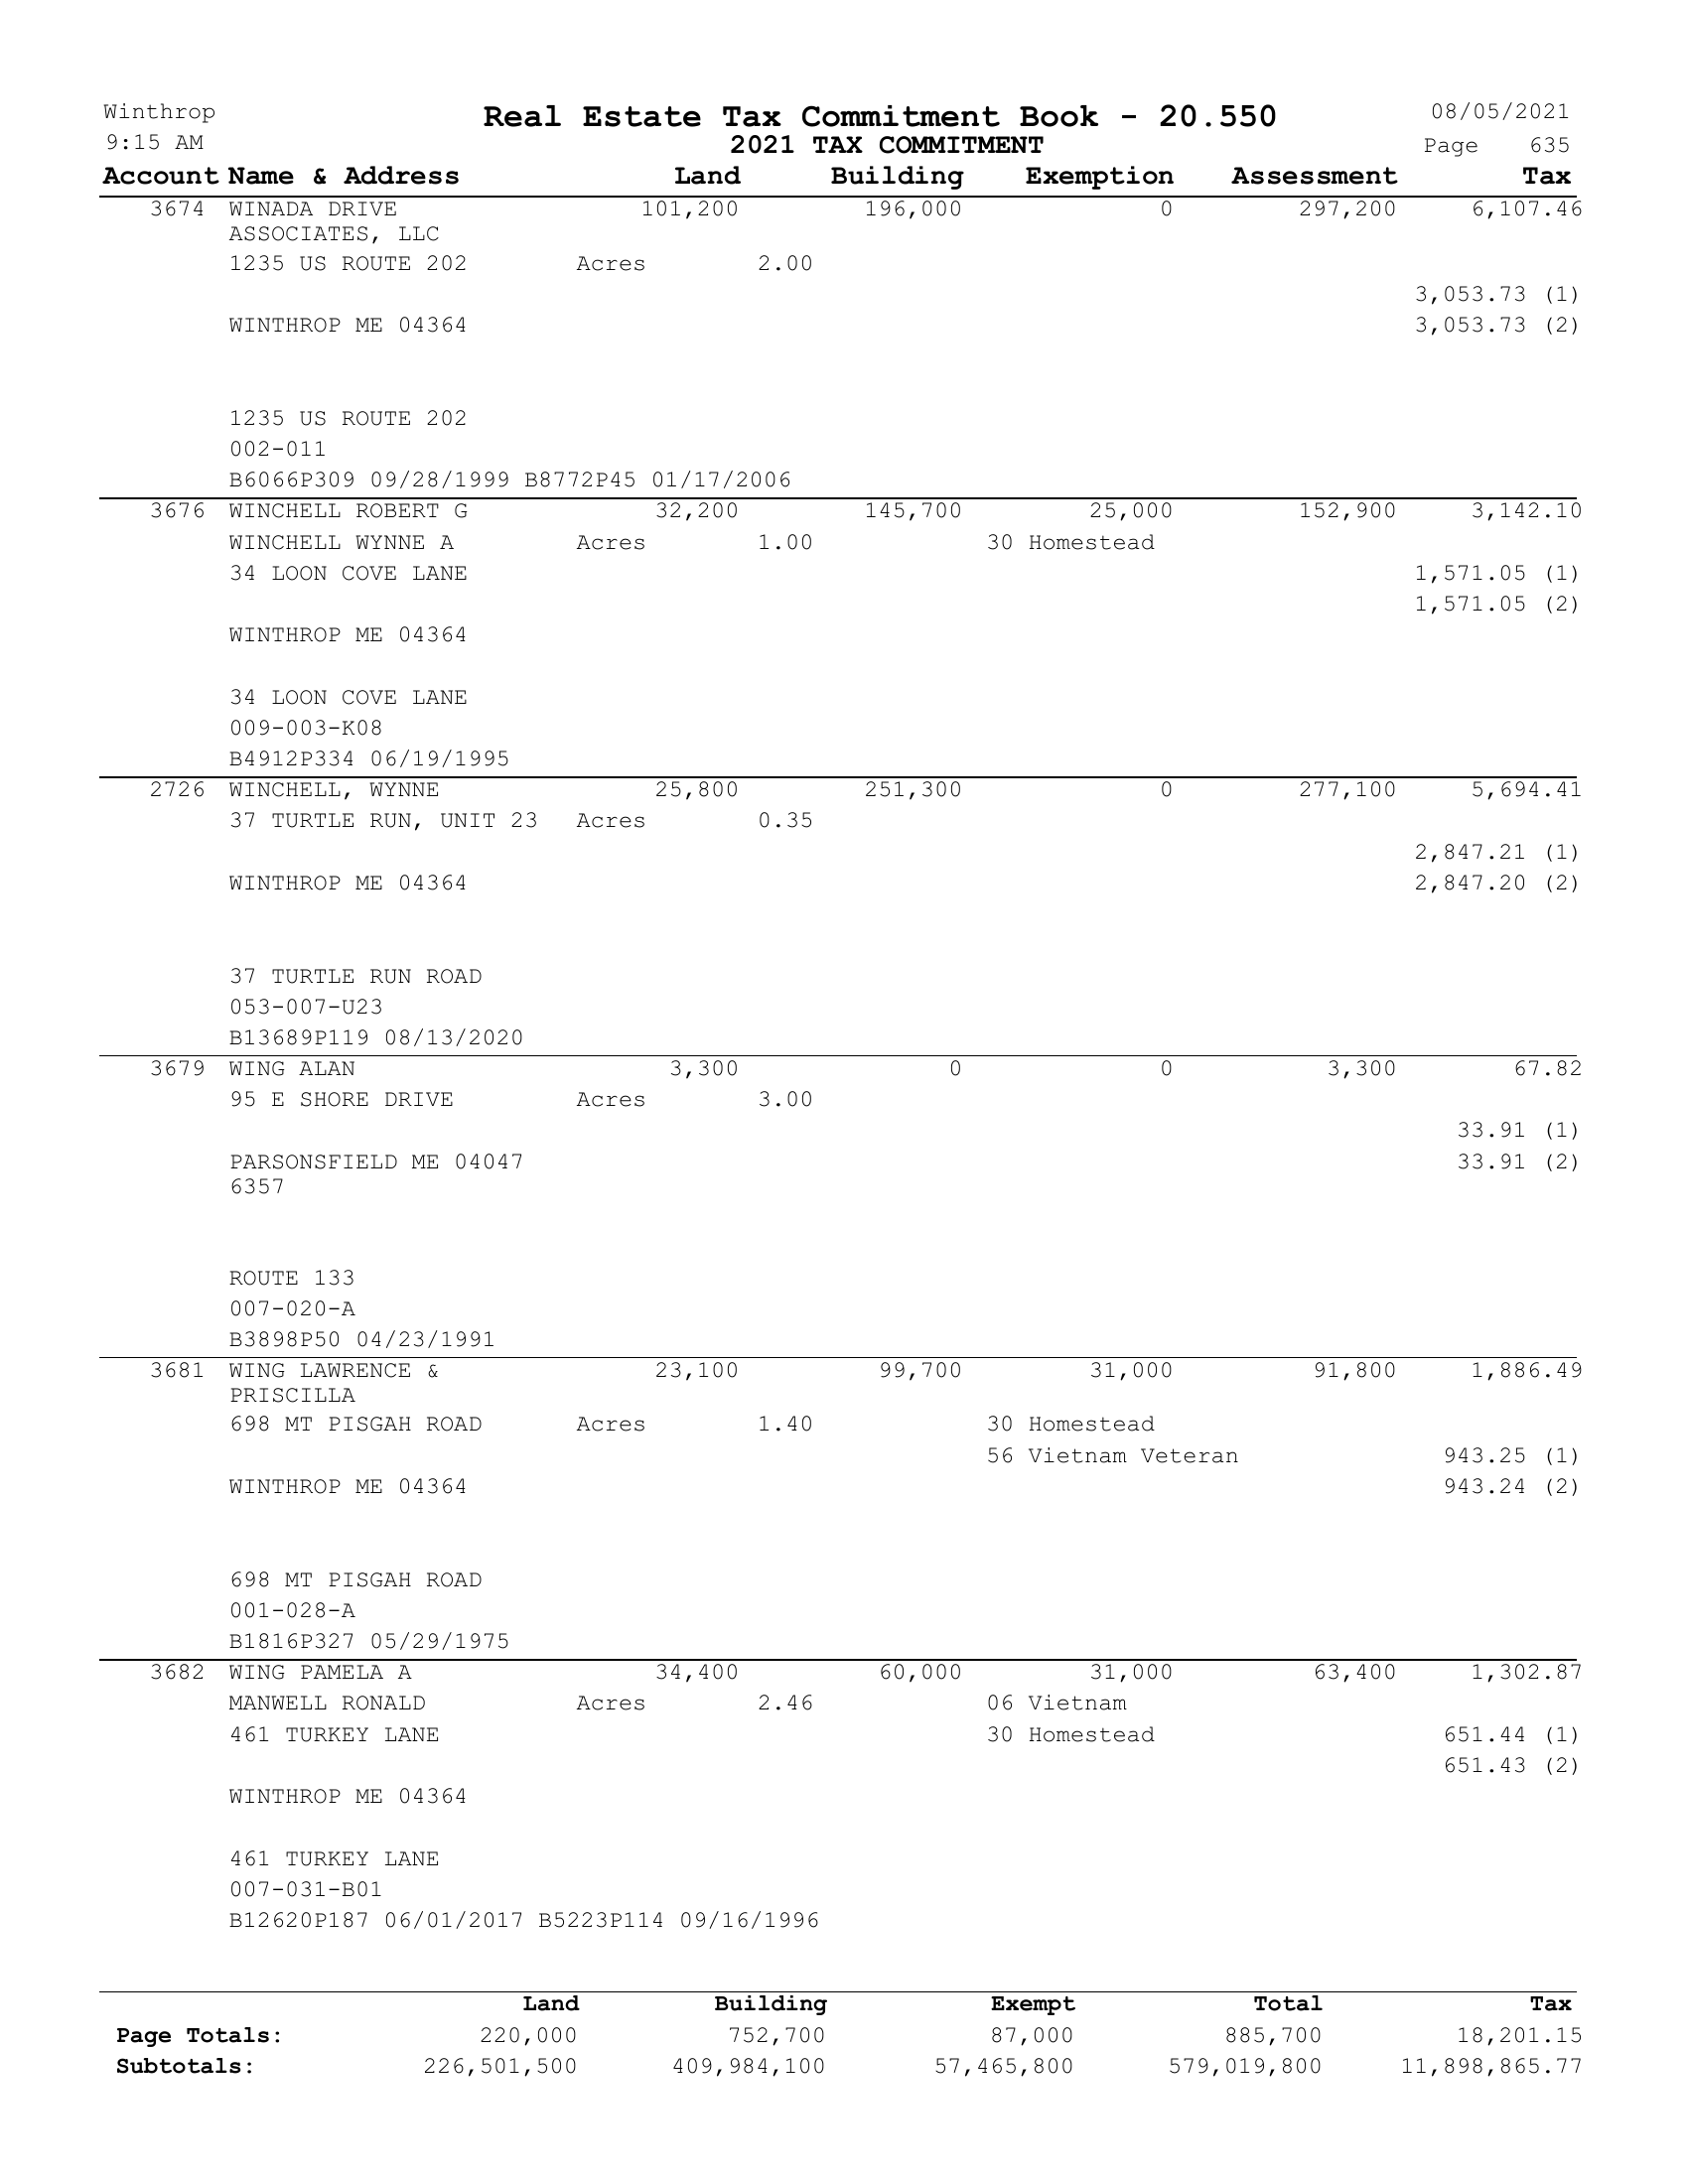 Winthrop Real Estate Tax Commitment Book - 20.550 08/05/2021
9:15 AM 2021 TAX COMMITMENT Page 635
Account Name & Address Land Building Exemption Assessment Tax
3674 WINADA DRIVE 101,200 196,000 0 297,200 6,107.46
ASSOCIATES, LLC
1235 US ROUTE 202 Acres 2.00
3,053.73 (1)
WINTHROP ME 04364 3,053.73 (2)
1235 US ROUTE 202
002-011
B6066P309 09/28/1999 B8772P45 01/17/2006
3676 WINCHELL ROBERT G 32,200 145,700 25,000 152,900 3,142.10
WINCHELL WYNNE A Acres 1.00 30 Homestead
34 LOON COVE LANE 1,571.05 (1)
1,571.05 (2)
WINTHROP ME 04364
34 LOON COVE LANE
009-003-K08
B4912P334 06/19/1995
2726 WINCHELL, WYNNE 25,800 251,300 0 277,100 5,694.41
37 TURTLE RUN, UNIT 23 Acres 0.35
2,847.21 (1)
WINTHROP ME 04364 2,847.20 (2)
37 TURTLE RUN ROAD
053-007-U23
B13689P119 08/13/2020
3679 WING ALAN 3,300 0 0 3,300 67.82
95 E SHORE DRIVE Acres 3.00
33.91 (1)
PARSONSFIELD ME 04047 33.91 (2)
6357
ROUTE 133
007-020-A
B3898P50 04/23/1991
3681 WING LAWRENCE & 23,100 99,700 31,000 91,800 1,886.49
PRISCILLA
698 MT PISGAH ROAD Acres 1.40 30 Homestead
56 Vietnam Veteran 943.25 (1)
WINTHROP ME 04364 943.24 (2)
698 MT PISGAH ROAD
001-028-A
B1816P327 05/29/1975
3682 WING PAMELA A 34,400 60,000 31,000 63,400 1,302.87
MANWELL RONALD Acres 2.46 06 Vietnam
461 TURKEY LANE 30 Homestead 651.44 (1)
651.43 (2)
WINTHROP ME 04364
461 TURKEY LANE
007-031-B01
B12620P187 06/01/2017 B5223P114 09/16/1996
Land Building Exempt Total Tax
Page Totals: 220,000 752,700 87,000 885,700 18,201.15
Subtotals: 226,501,500 409,984,100 57,465,800 579,019,800 11,898,865.77